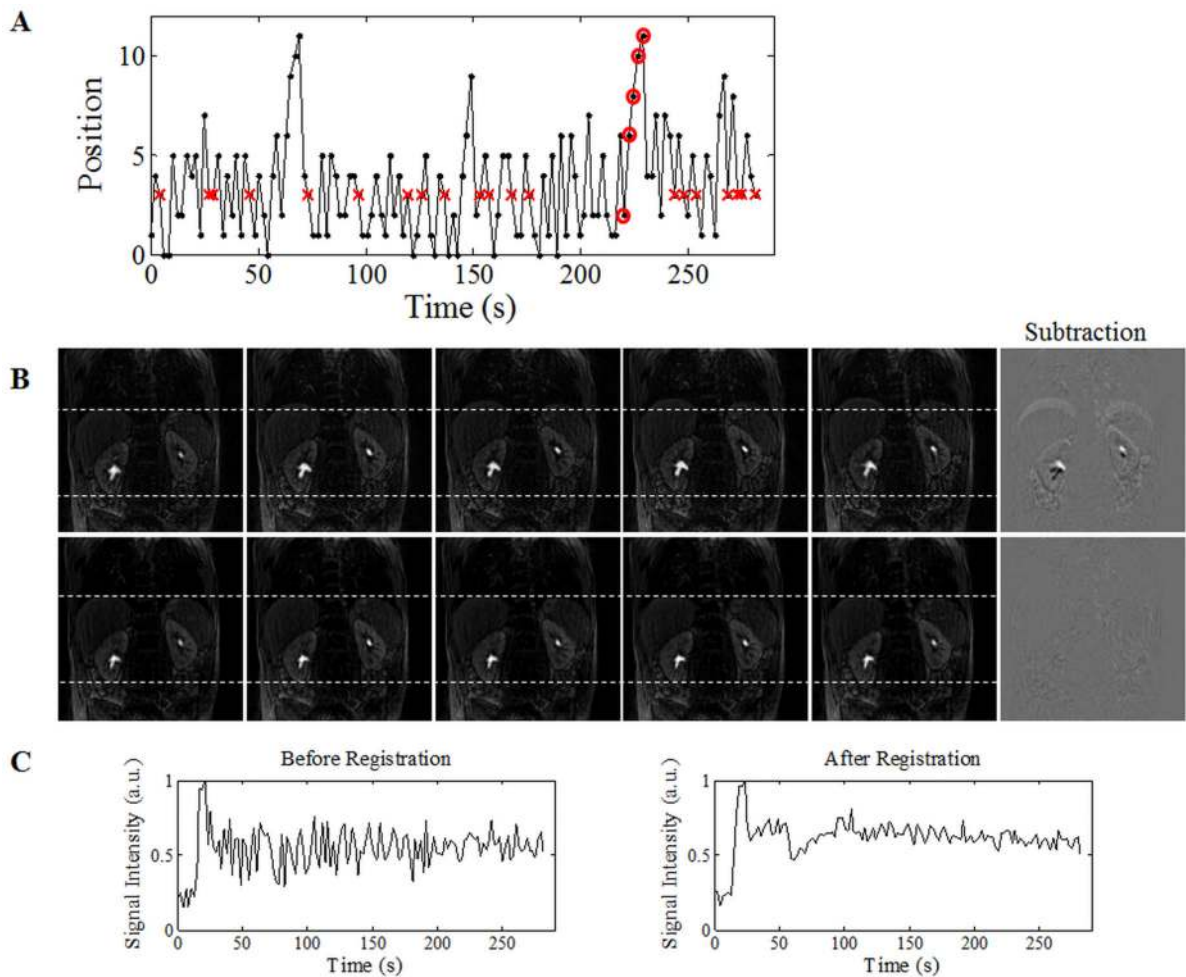 A
Position
10
5
0
0 50 100 150 200 250
Time (s)
Subtraction
B
C
Before Registration
Signal Intensity (a.u.)
1
0.5
0
0 50 100 150 200 250
Time (s)
After Registration
Signal Intensity (a.u.)
1
0.5
0
0 50 100 150 200 250
Time (s)